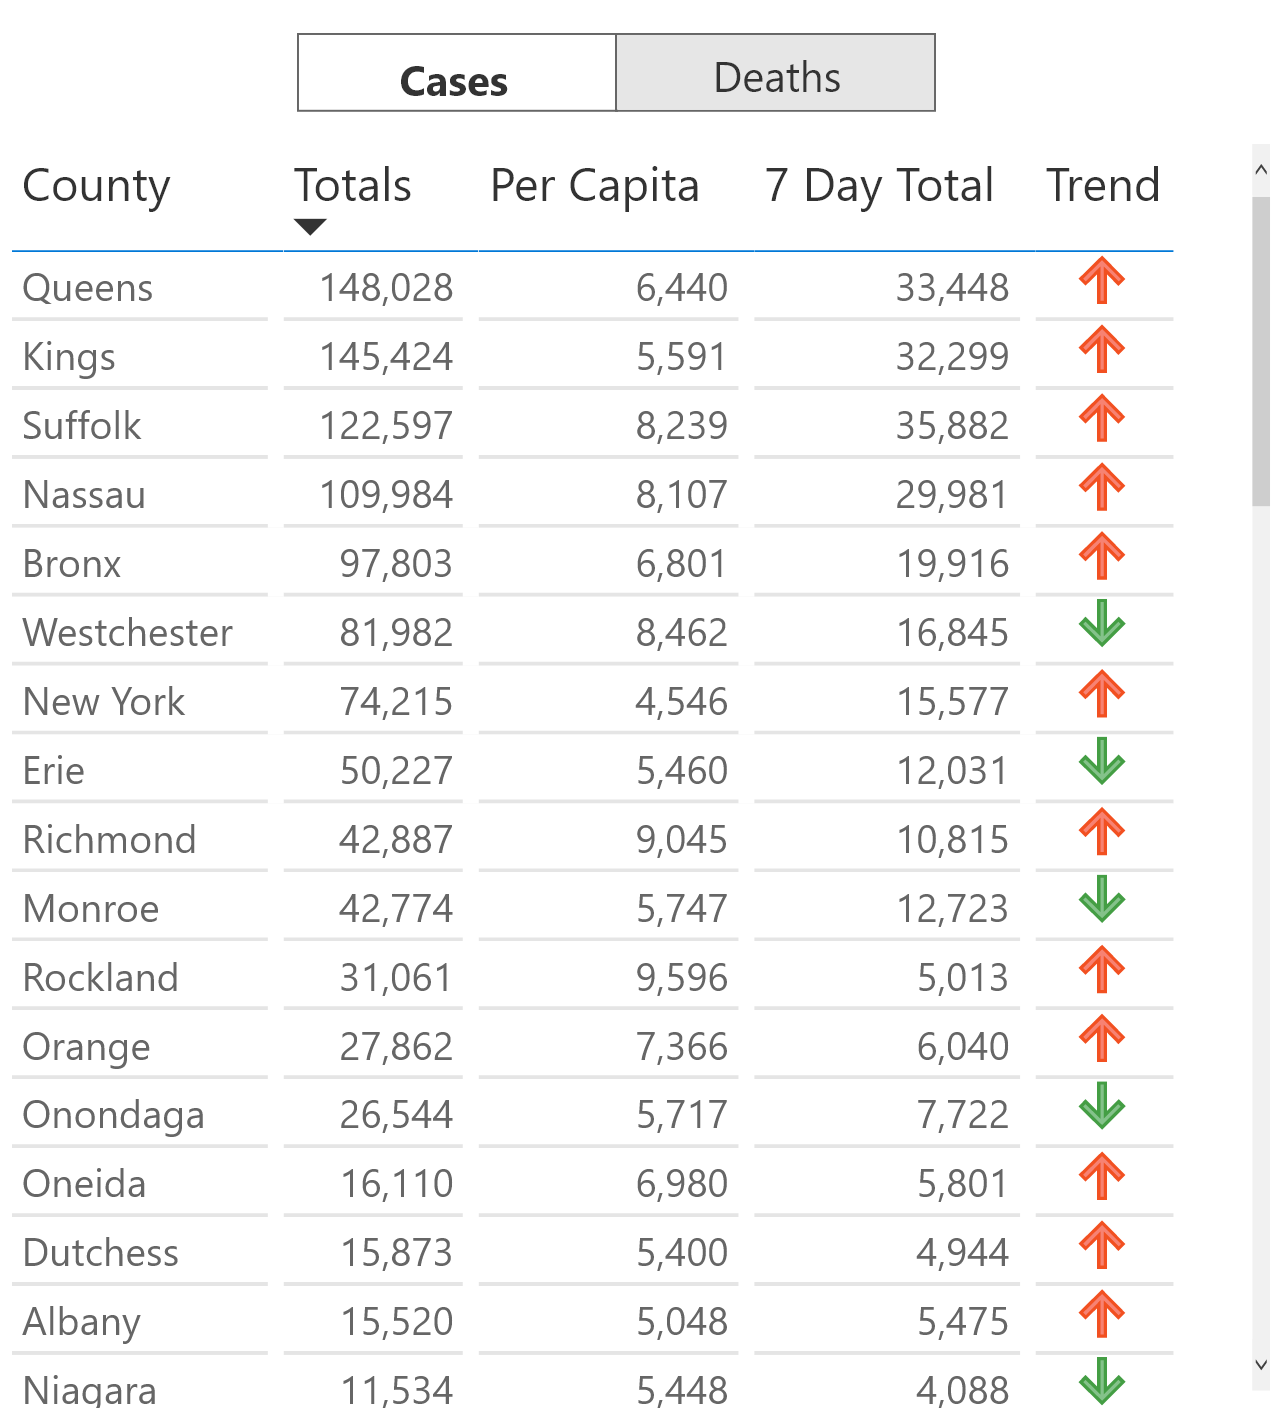 Cases Deaths
County Totals Per Capita 7 Day Total Trend
Queens 148,028 6,440 33,448
Kings 145,424 5,591 32,299
Suffolk 122,597 8,239 35,882
Nassau 109,984 8,107 29,981
Bronx 97,803 6,801 19,916
Westchester 81,982 8,462 16,845
New York 74,215 4,546 15,577
Erie 50,227 5,460 12,031
Richmond 42,887 9,045 10,815
Monroe 42,774 5,747 12,723
Rockland 31,061 9,596 5,013
Orange 27,862 7,366 6,040
Onondaga 26,544 5,717 7,722
Oneida 16,110 6,980 5,801
Dutchess 15,873 5,400 4,944
Albany 15,520 5,048 5,475
Niagara 11,534 5,448 4,088